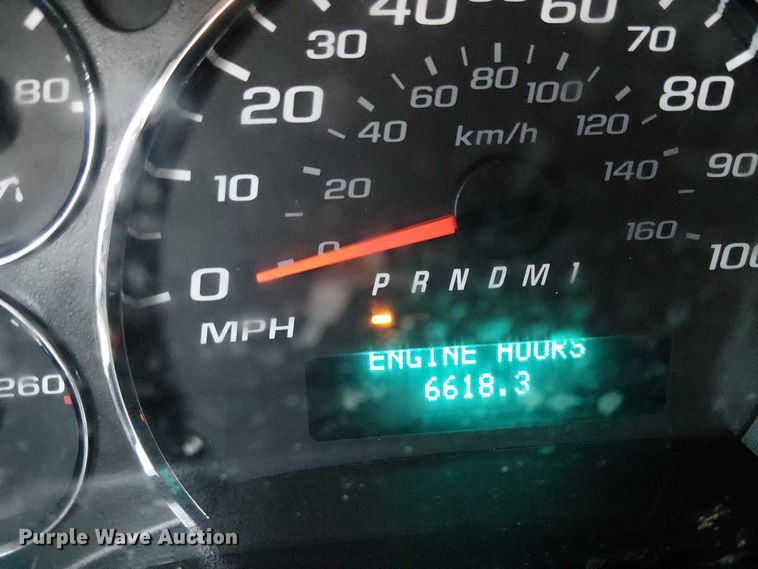 40 60
30 70
80 20 60 80 100 80
40 km/h 120
10 20 140 90
0 0 160 100
P R N D M 1
MPH
ENGINE HOURS
260 6618.3
Purple Wave Auction